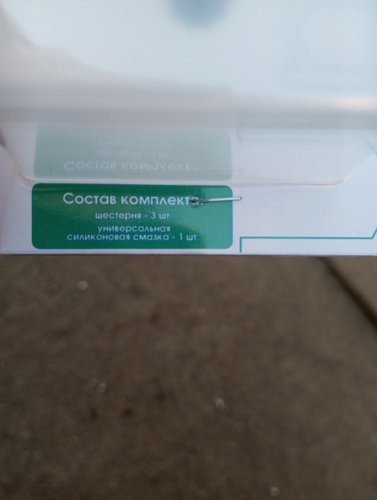 Состав комплекта
шестерня - 3 шт.
универсальная
силиконовая смазка - 1 шт.